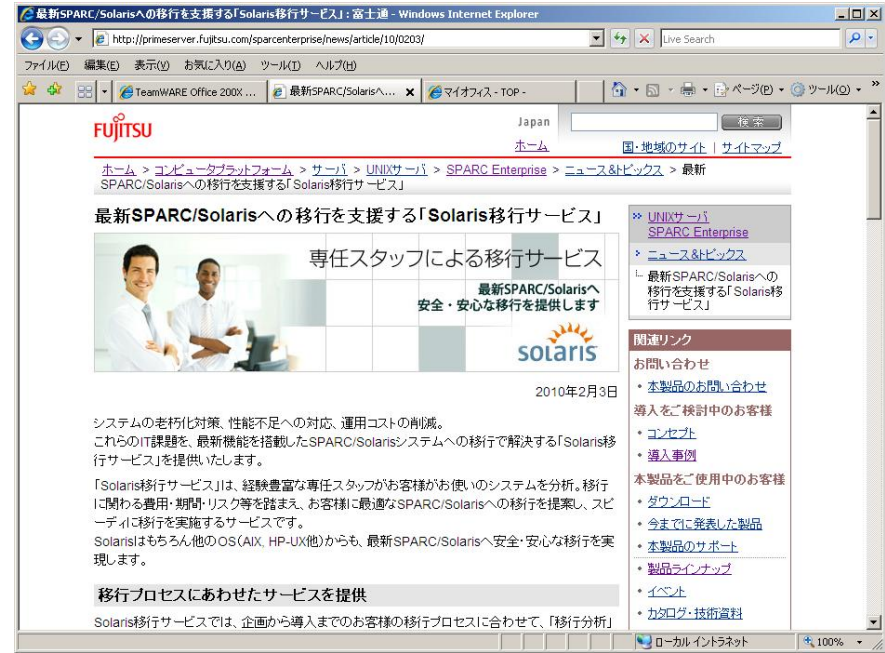 最新SPARC/Solarisへの移行を支援する「Solaris移行サービス」 : 富士通 - Windows Internet Explorer
http://primeserver.fujitsu.com/sparcenterprise/news/article/10/0203/
Live Search
ファイル(F) 編集(E) 表示(V) お気に入り(A) ツール(T) ヘルプ(H)
TeamWARE Office 200X ...
最新SPARC/Solarisへ...
マイオフィス - TOP -
ページ(P)
ツール(O)
FUJITSU
Japan
検索
ホーム
国・地域のサイト | サイトマップ
ホーム > コンピュータプラットフォーム > サーバ > UNIXサーバ > SPARC Enterprise > ニュース&トピックス > 最新
SPARC/Solarisへの移行を支援する「Solaris移行サービス」
最新SPARC/Solarisへの移行を支援する「Solaris移行サービス」
専任スタッフによる移行サービス
最新SPARC/Solarisへ
安全・安心な移行を提供します
solaris
2010年2月3日
システムの老朽化対策、性能不足への対応、運用コストの削減。
これらのIT課題を、最新機能を搭載したSPARC/Solarisシステムへの移行で解決する「Solaris移
行サービス」を提供いたします。
「Solaris移行サービス」は、経験豊富な専任スタッフがお客様がお使いのシステムを分析。移行
に関わる費用・期間・リスク等を踏まえ、お客様に最適なSPARC/Solarisへの移行を提案し、スピ
ーディに移行を実施するサービスです。
Solarisはもちろん他のOS(AIX, HP-UX他)からも、最新SPARC/Solarisへ安全・安心な移行を実
現します。
移行プロセスにあわせたサービスを提供
Solaris移行サービスでは、企画から導入までのお客様の移行プロセスに合わせて、「移行分析」
UNIXサーバ
SPARC Enterprise
ニュース&トピックス
最新SPARC/Solarisへの
移行を支援する「Solaris移
行サービス」
関連リンク
お問い合わせ
・本製品のお問い合わせ
導入をご検討中のお客様
・コンセプト
・導入事例
本製品をご使用中のお客様
・ダウンロード
・今までに発表した製品
・本製品のサポート
・製品ラインナップ
・イベント
・カタログ・技術資料
ローカル イントラネット
100%